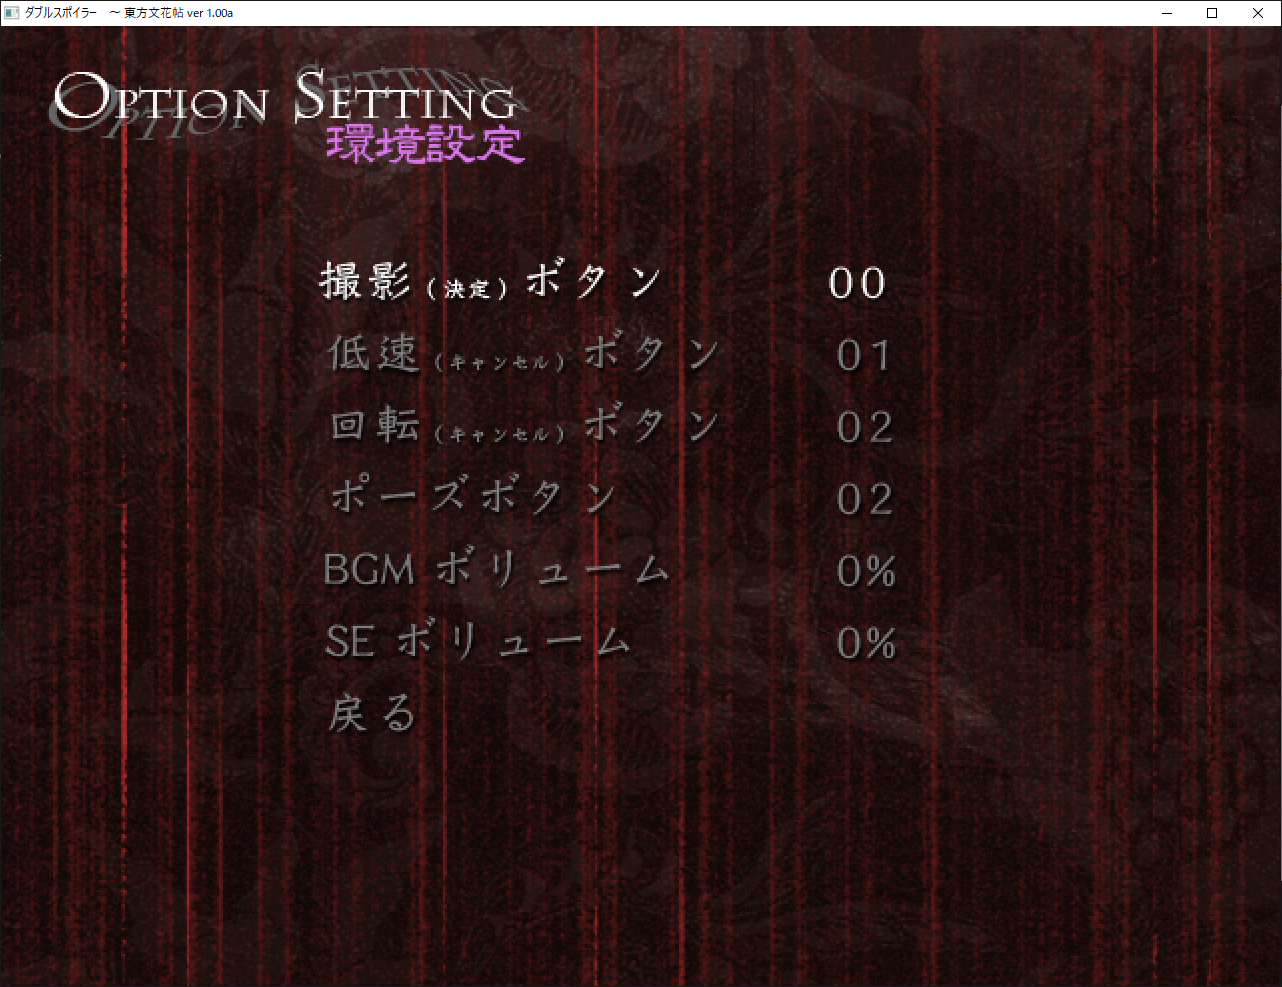 ダブルスポイラー　～ 東方文花帖 ver 1.00a
OPTION SETTING
環境設定
撮影（決定）ボタン 00
低速（キャンセル）ボタン 01
回転（キャンセル）ボタン 02
ポーズボタン 02
BGM ボリューム 0%
SE ボリューム 0%
戻る